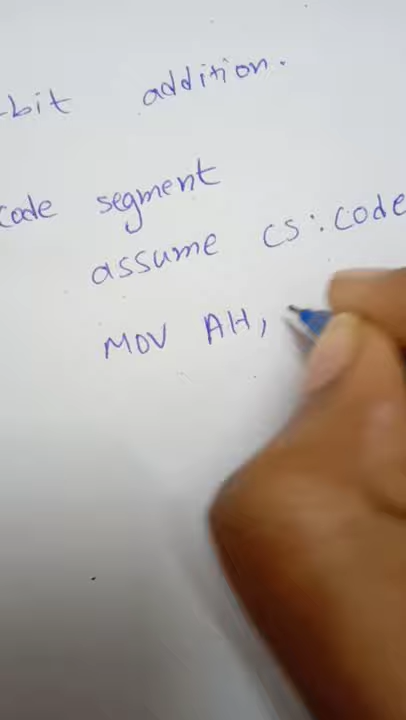 -bit addition.
code segment
assume cs:code
MOV AH,